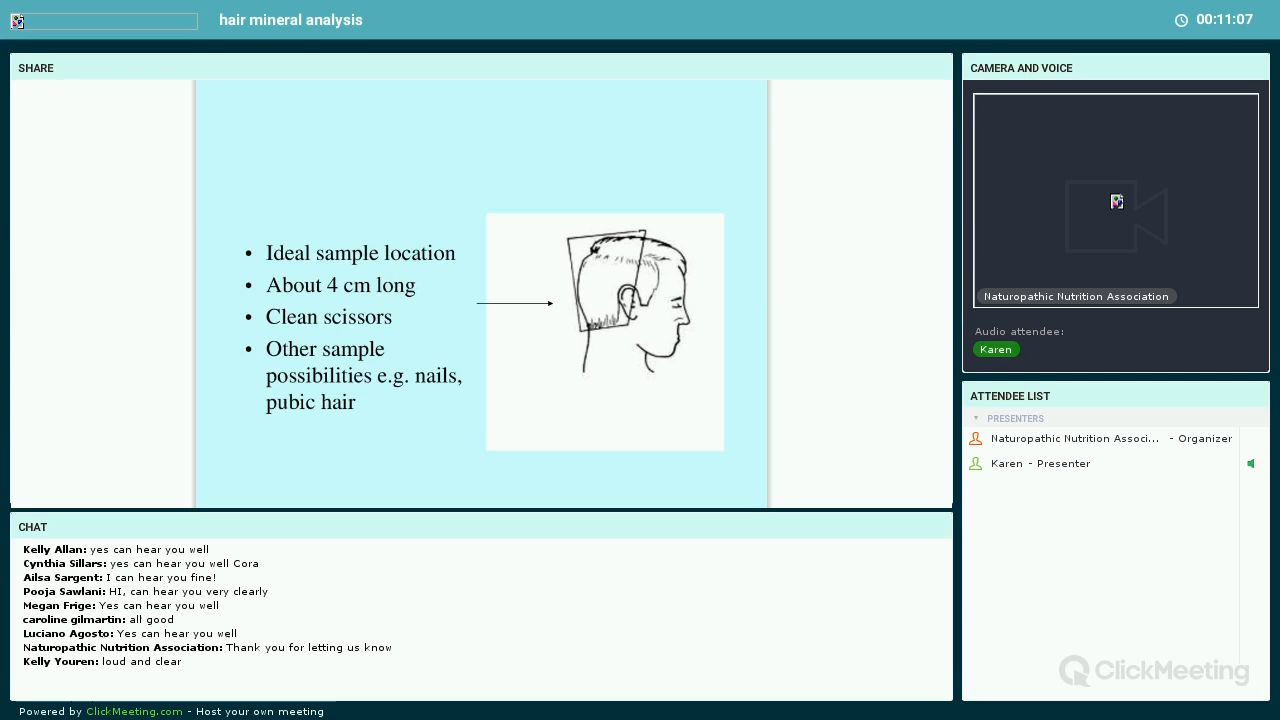 hair mineral analysis
00:11:07
SHARE
• Ideal sample location
• About 4 cm long
• Clean scissors
• Other sample
possibilities e.g. nails,
pubic hair
CAMERA AND VOICE
Naturopathic Nutrition Association
Audio attendee:
Karen
ATTENDEE LIST
PRESENTERS
Naturopathic Nutrition Associ... - Organizer
Karen - Presenter
ClickMeeting
CHAT
Kelly Allan: yes can hear you well
Cynthia Sillars: yes can hear you well Cora
Ailsa Sargent: I can hear you fine!
Pooja Sawlani: HI, can hear you very clearly
Megan Frige: Yes can hear you well
caroline gilmartin: all good
Luciano Agosto: Yes can hear you well
Naturopathic Nutrition Association: Thank you for letting us know
Kelly Youren: loud and clear
Powered by ClickMeeting.com - Host your own meeting